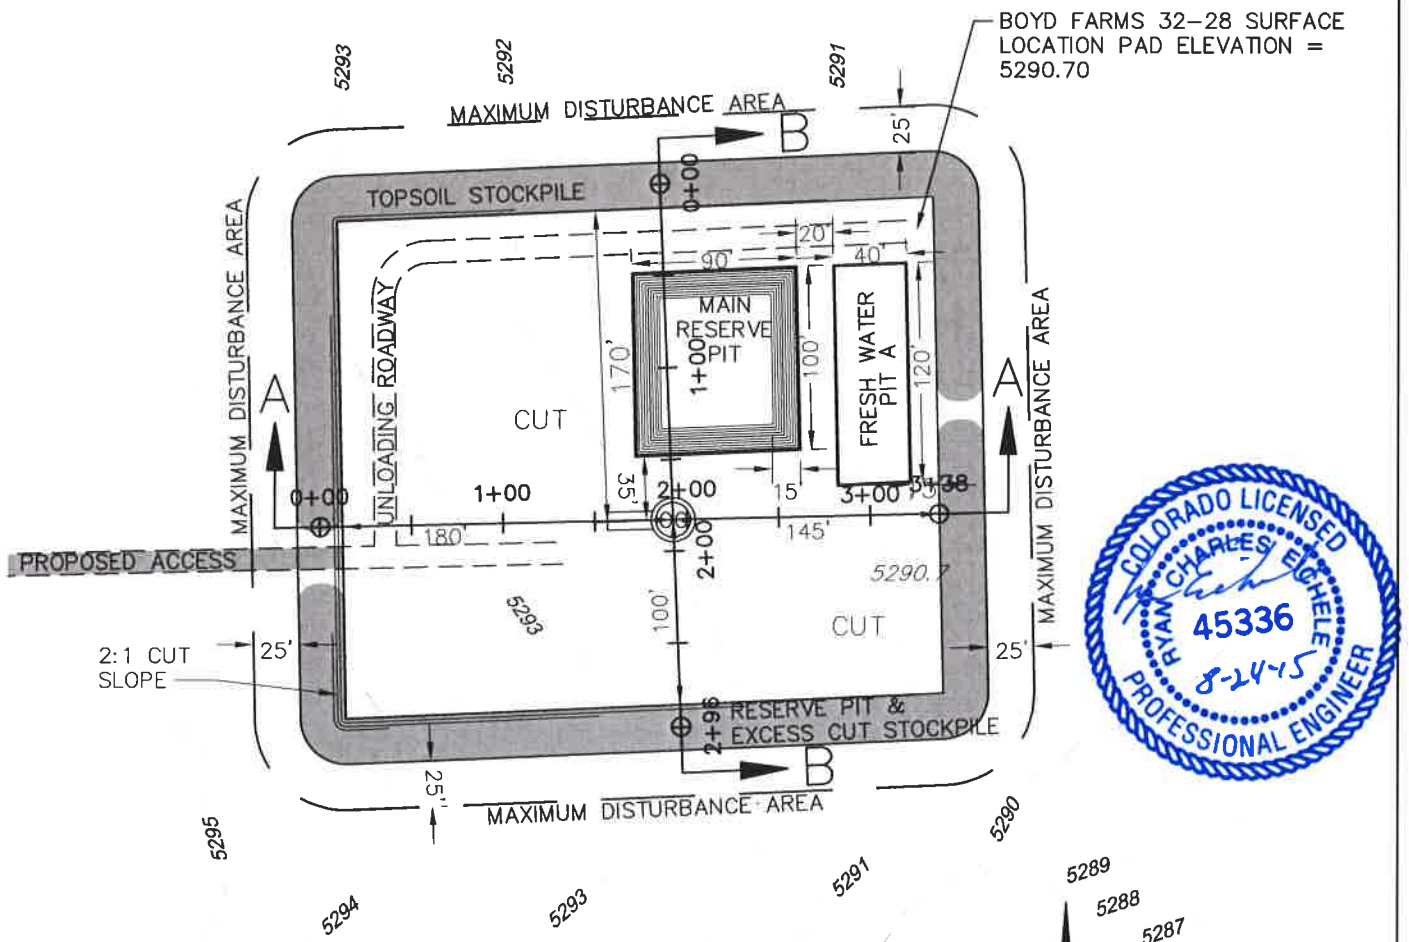 BOYD FARMS 32-28 SURFACE
LOCATION PAD ELEVATION =
5290.70
5293
5292
5291
MAXIMUM DISTURBANCE AREA
B
25'
0+00
TOPSOIL STOCKPILE
MAXIMUM DISTURBANCE AREA
20'
90'
40'
UNLOADING ROADWAY
MAIN
RESERVE
PIT
170'
1+00
100'
FRESH WATER
PIT A
120'
MAXIMUM DISTURBANCE AREA
A
A
CUT
35'
15'
0+00
1+00
2+00
3+00
3+38
180'
145'
2+00
PROPOSED ACCESS
5293
100'
5290.7
CUT
2:1 CUT
SLOPE
25'
25'
2+96
RESERVE PIT &
EXCESS CUT STOCKPILE
B
25'
MAXIMUM DISTURBANCE AREA
COLORADO LICENSED
RYAN CHARLES EICHELE
45336
8-24-15
PROFESSIONAL ENGINEER
5295
5294
5293
5291
5290
5289
5288
5287